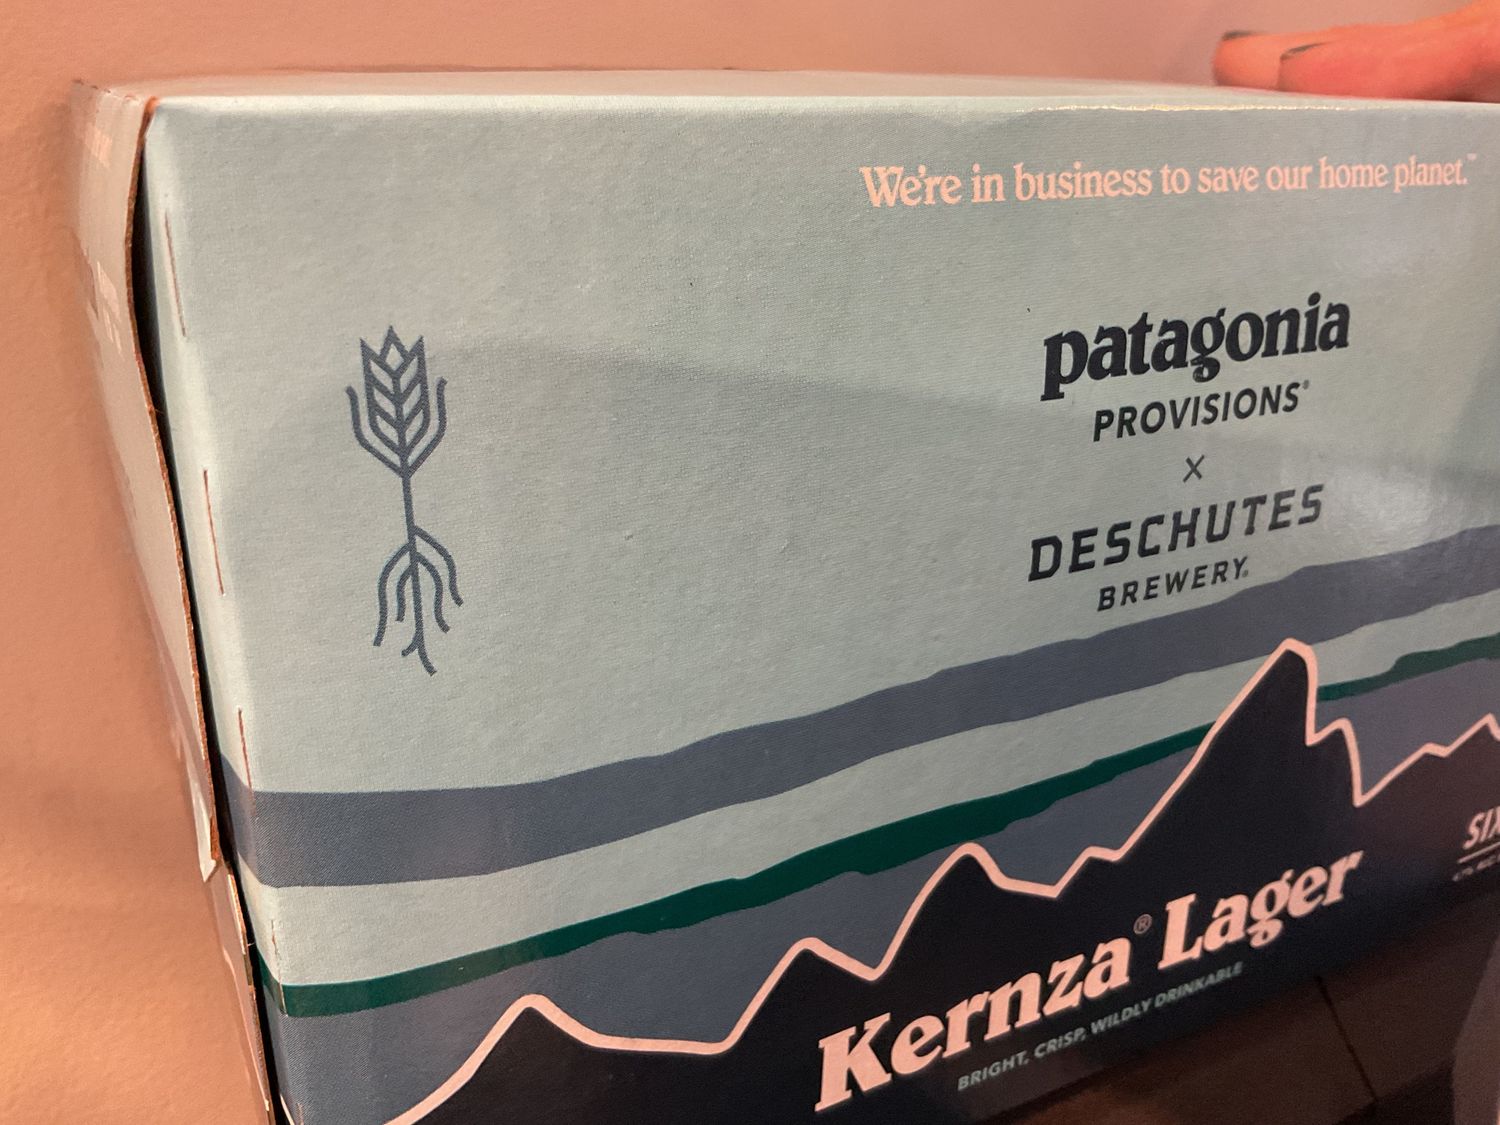 We're in business to save our home planet.™
patagonia
PROVISIONS®
x
DESCHUTES
BREWERY®
Kernza® Lager
BRIGHT, CRISP, WILDLY DRINKABLE